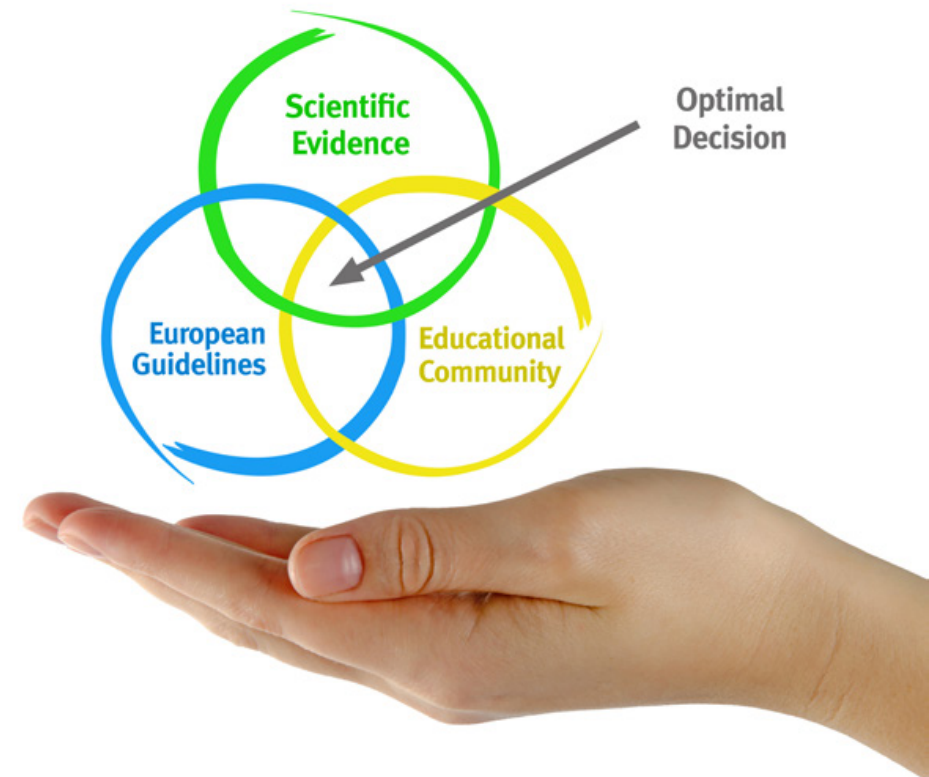 Scientific
Evidence
Optimal
Decision
European
Guidelines
Educational
Community